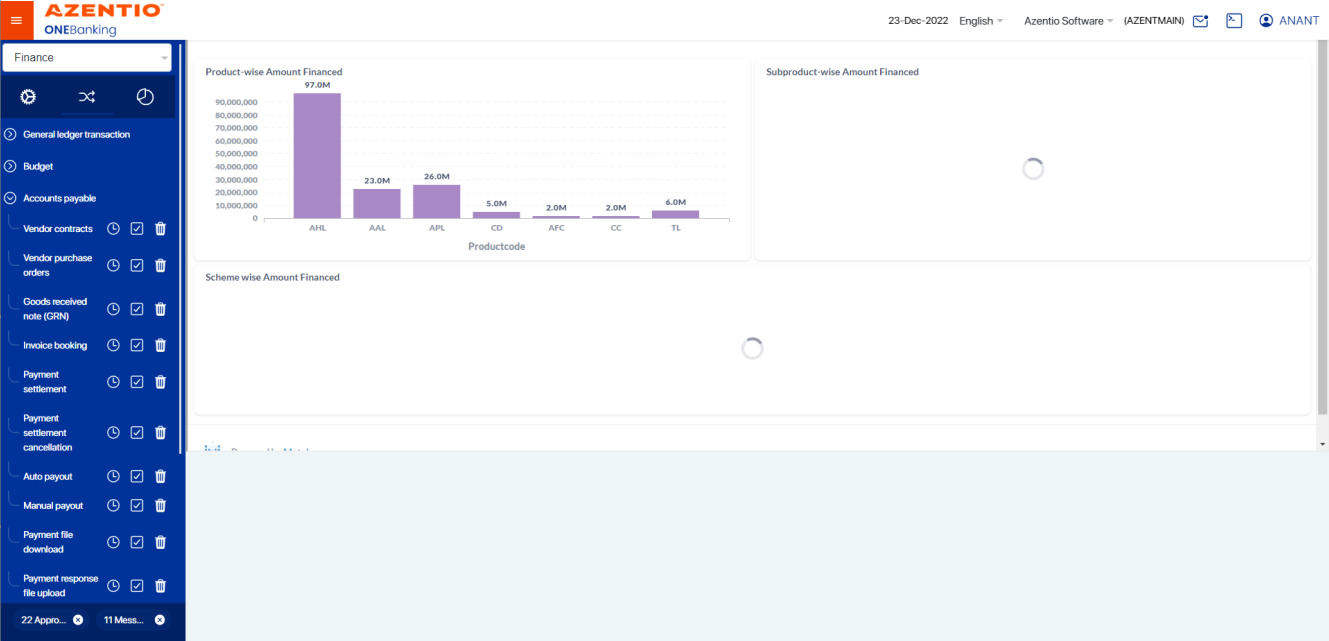 AZENTIO
ONEBanking
23-Dec-2022 English Azentio Software (AZENTMAIN) ANANT
Finance
General ledger transaction
Budget
Accounts payable
Vendor contracts
Vendor purchase
orders
Goods received
note (GRN)
Invoice booking
Payment
settlement
Payment
settlement
cancellation
Auto payout
Manual payout
Payment file
download
Payment response
file upload
22 Appro...
11 Mess...
Product-wise Amount Financed
97.0M
90,000,000
80,000,000
70,000,000
60,000,000
50,000,000
40,000,000
30,000,000
20,000,000
10,000,000
0
23.0M
26.0M
5.0M
2.0M
2.0M
6.0M
AHL AAL APL CD AFC CC TL
Productcode
Subproduct-wise Amount Financed
Scheme wise Amount Financed